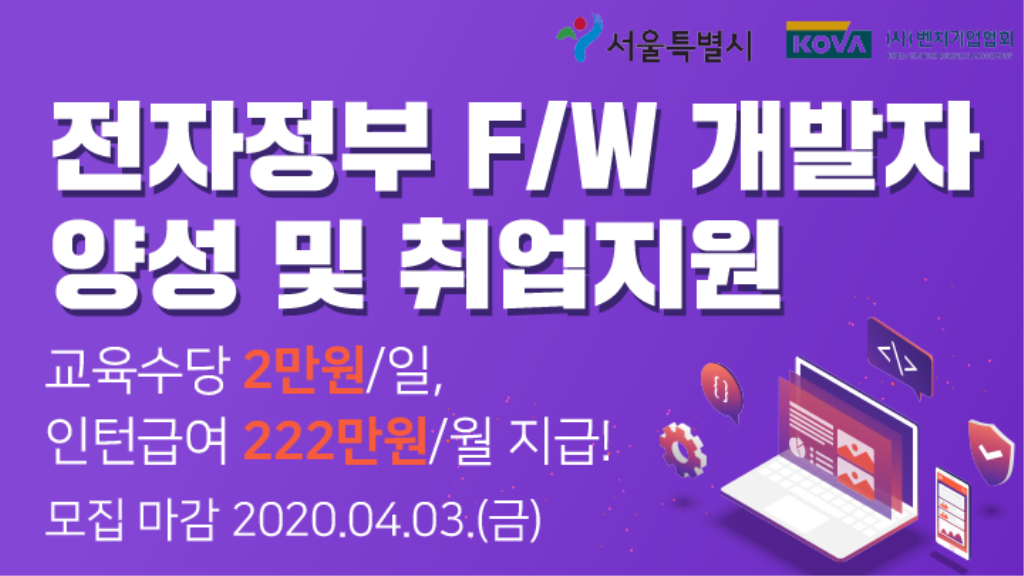 서울특별시 KOVA (사)벤처기업협회
전자정부 F/W 개발자
양성 및 취업지원
교육수당 2만원/일,
인턴급여 222만원/월 지급!
모집 마감 2020.04.03.(금)